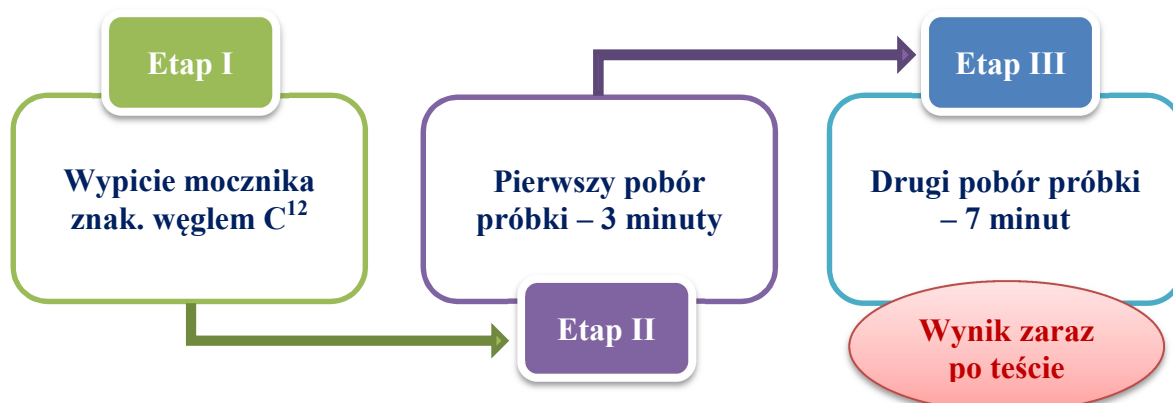 Etap I
Wypicie mocznika
znak. węglem C¹²
Etap II
Pierwszy pobór
próbki – 3 minuty
Etap III
Drugi pobór próbki
– 7 minut
Wynik zaraz
po teście